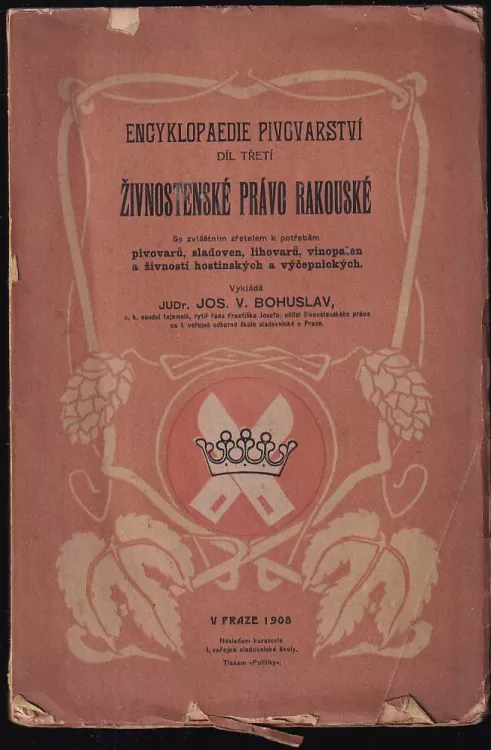 ENCYKLOPAEDIE PIVOVARSTVÍ
DÍL TŘETÍ
ŽIVNOSTENSKÉ PRÁVO RAKOUSKÉ
Se zvláštním zřetelem k potřebám
pivovarů, sladoven, lihovarů, vinopalen
a živností hostinských a výčepnických.
Vykládá
JUDr. JOS. V. BOHUSLAV,
c. k. soudní tajemník, rytíř řádu Františka Josefa, učitel živnostenského práva
na I. veřejné odborné škole sladovnické v Praze.
V PRAZE 1908
Nákladem kuratoria
I. veřejné sladovnické školy.
Tiskem »Politiky«.